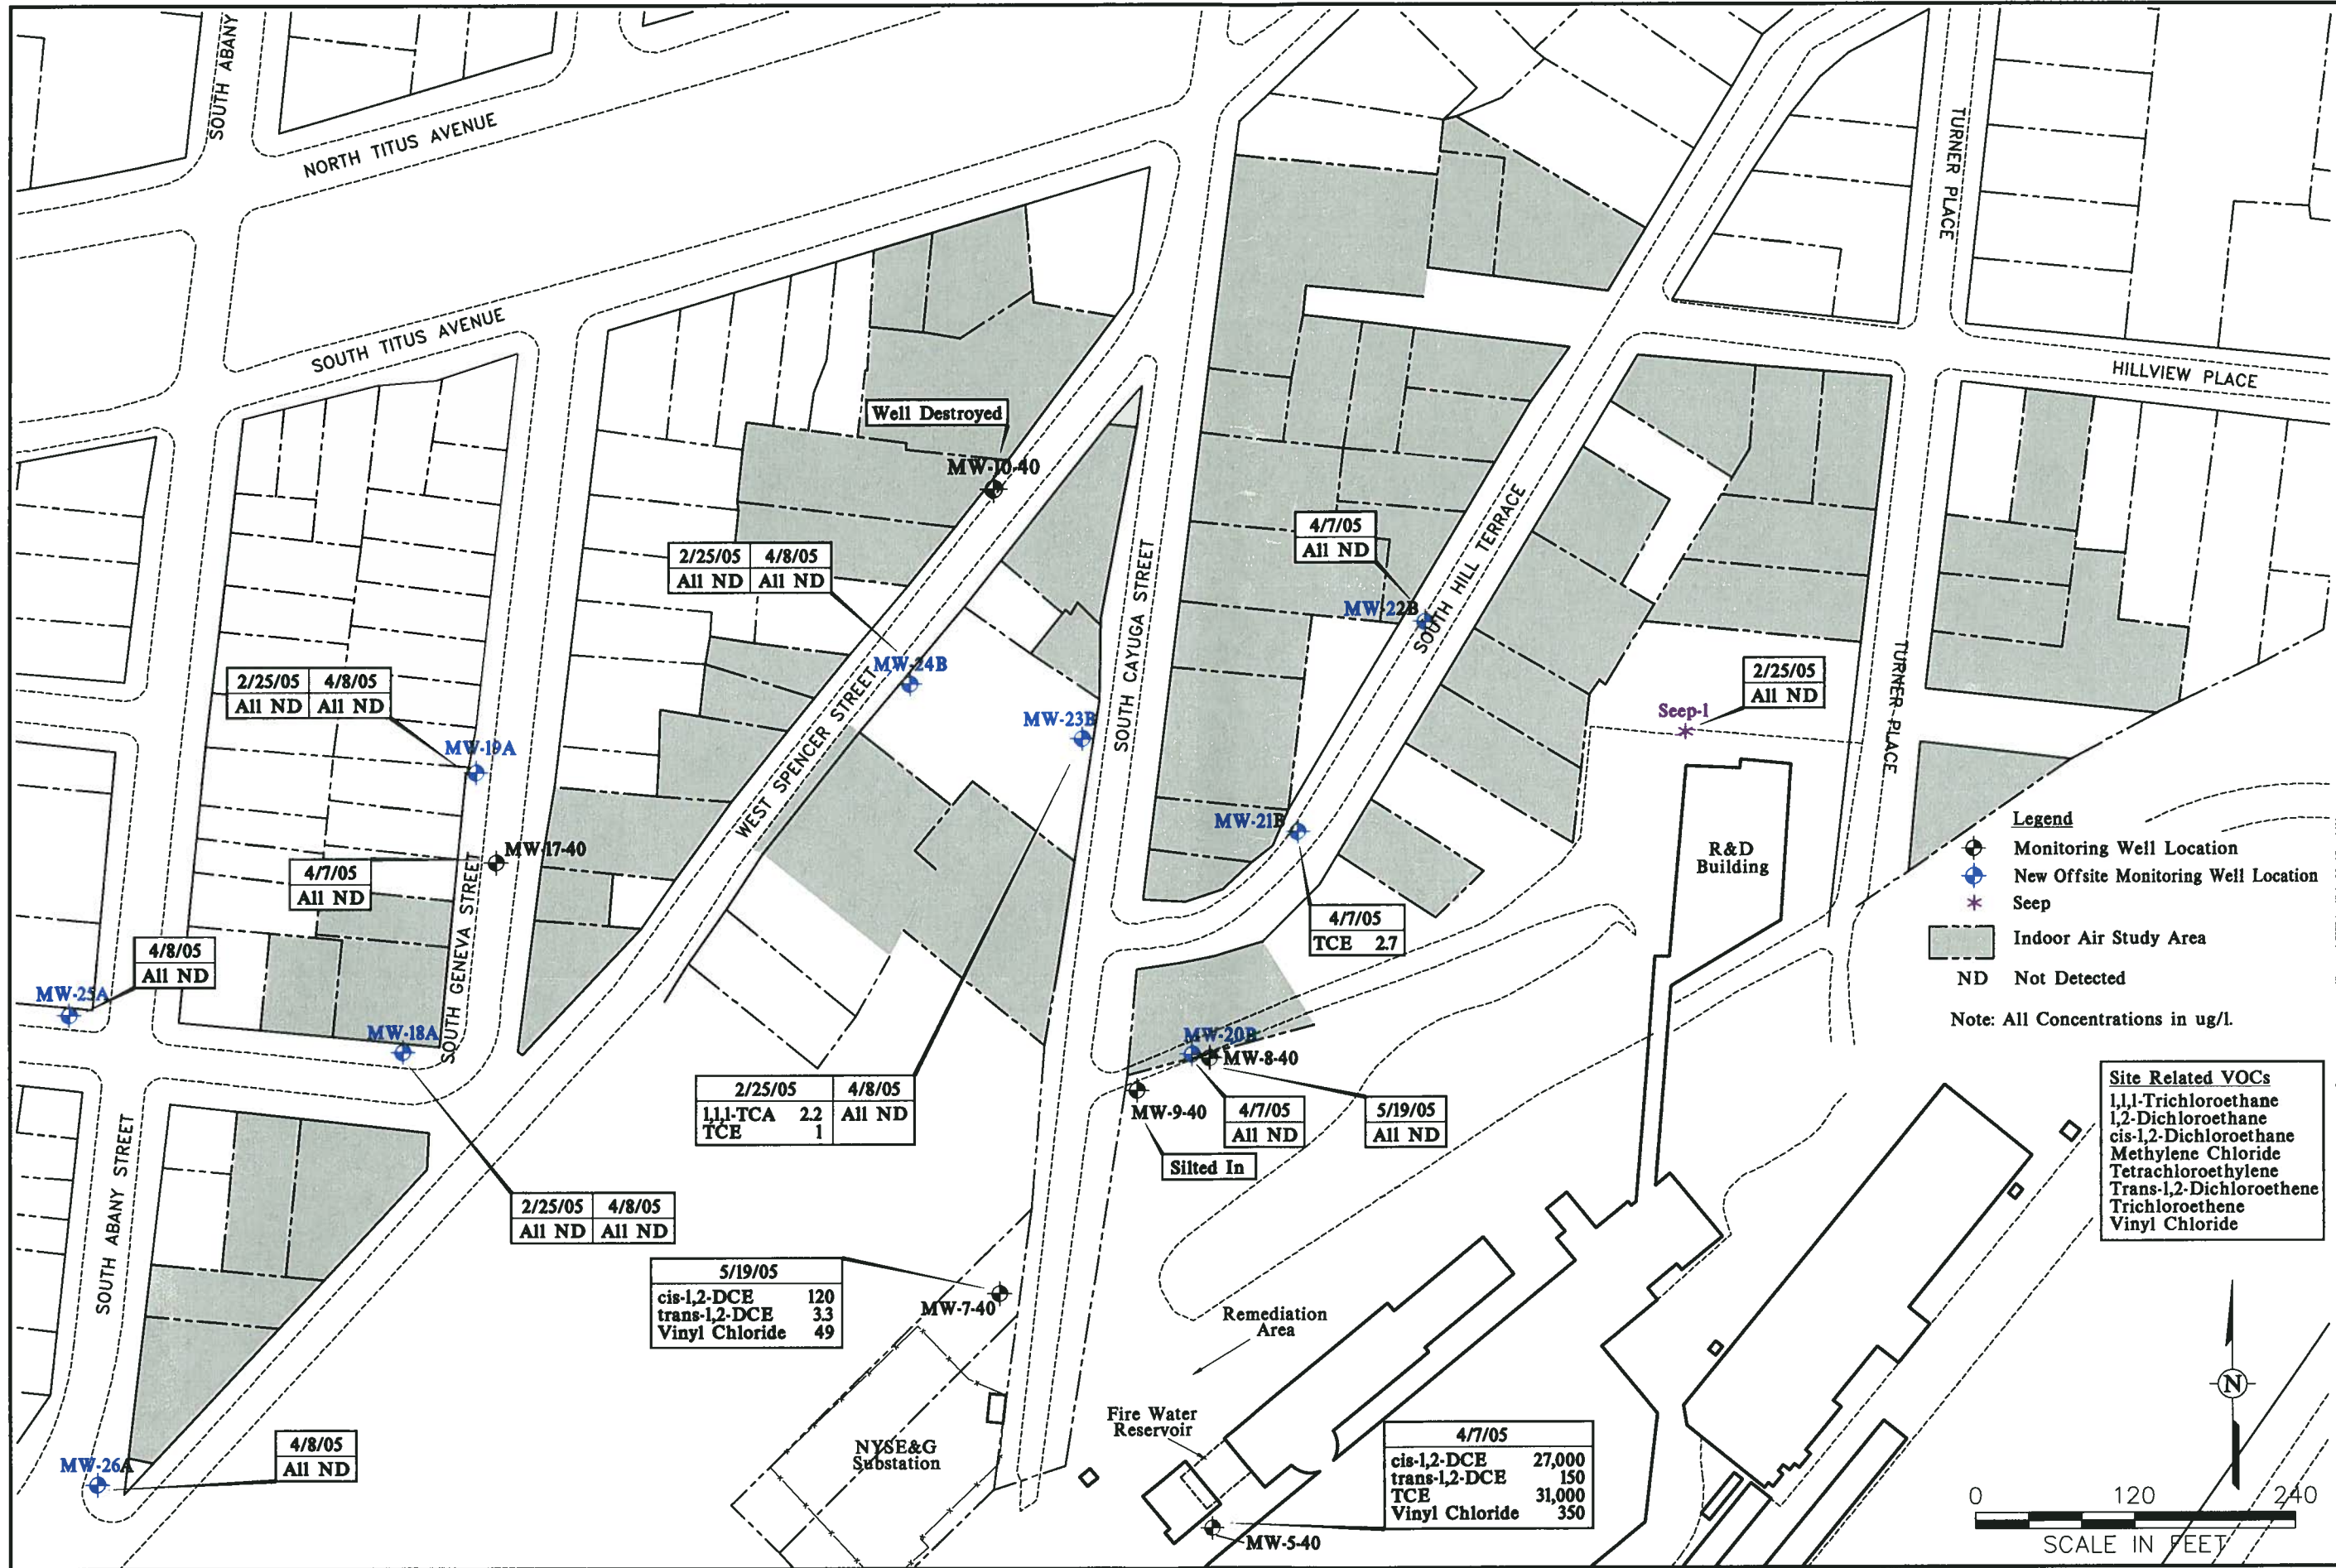 SOUTH ABANY
NORTH TITUS AVENUE
SOUTH TITUS AVENUE
TURNER PLACE
HILLVIEW PLACE
Well Destroyed
MW-10-40
2/25/05 4/8/05
All ND All ND
MW-24B
4/7/05
All ND
MW-22B
SOUTH HILL TERRACE
SOUTH CAYUGA STREET
WEST SPENCER STREET
2/25/05 4/8/05
All ND All ND
MW-19A
MW-23B
2/25/05
All ND
Seep-1
TURNER PLACE
MW-21B
MW-17-40
4/7/05
All ND
SOUTH GENEVA STREET
R&D
Building
4/7/05
TCE 2.7
Legend
Monitoring Well Location
New Offsite Monitoring Well Location
Seep
Indoor Air Study Area
ND Not Detected
Note: All Concentrations in ug/l.
4/8/05
All ND
MW-25A
MW-18A
MW-20B
MW-8-40
MW-9-40
4/7/05
All ND
5/19/05
All ND
Silted In
2/25/05 4/8/05
1,1,1-TCA 2.2 All ND
TCE 1
Site Related VOCs
1,1,1-Trichloroethane
1,2-Dichloroethane
cis-1,2-Dichloroethane
Methylene Chloride
Tetrachloroethylene
Trans-1,2-Dichloroethene
Trichloroethene
Vinyl Chloride
SOUTH ABANY STREET
2/25/05 4/8/05
All ND All ND
5/19/05
cis-1,2-DCE 120
trans-1,2-DCE 3.3
Vinyl Chloride 49
MW-7-40
Remediation
Area
Fire Water
Reservoir
NYSE&G
Substation
4/7/05
cis-1,2-DCE 27,000
trans-1,2-DCE 150
TCE 31,000
Vinyl Chloride 350
MW-5-40
4/8/05
All ND
MW-26A
N
0 120 240
SCALE IN FEET